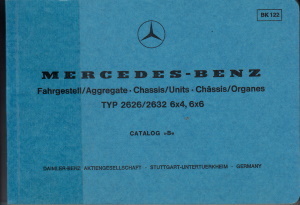 BK 122
MERCEDES-BENZ
Fahrgestell/Aggregate · Chassis/Units · Châssis/Organes
TYP 2626/2632 6x4, 6x6
CATALOG «B»
DAIMLER-BENZ AKTIENGESELLSCHAFT · STUTTGART-UNTERTUERKHEIM · GERMANY